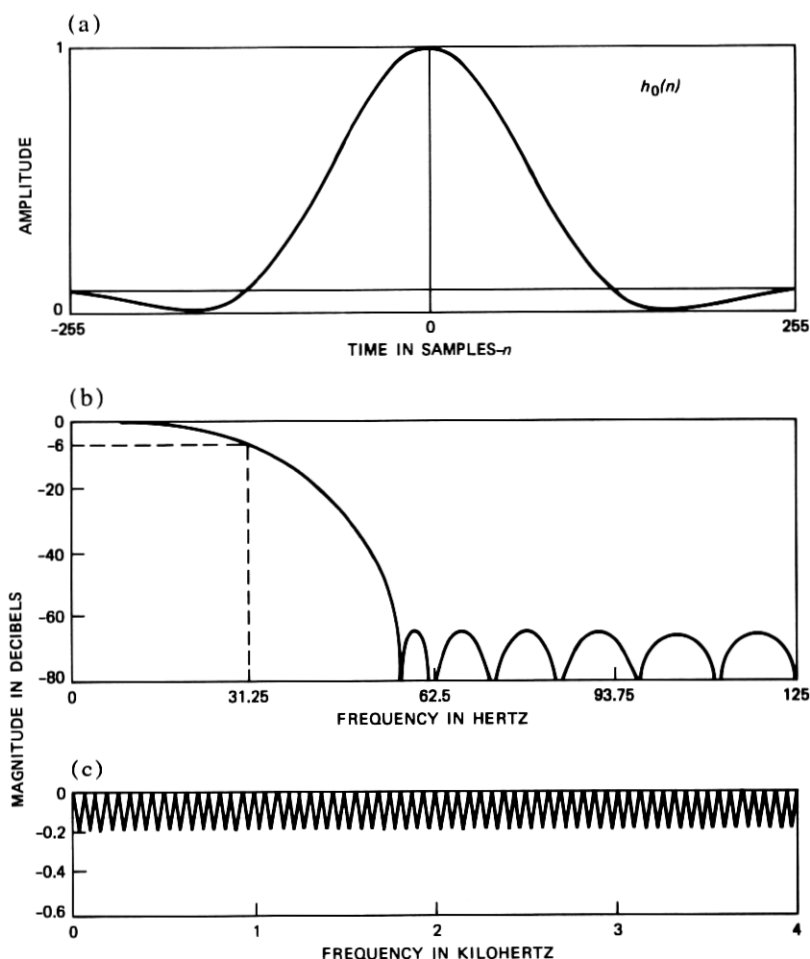 (a)
1
h0(n)
AMPLITUDE
0
-255
0
255
TIME IN SAMPLES-n
(b)
0
-6
-20
-40
-60
-80
0
31.25
62.5
93.75
125
FREQUENCY IN HERTZ
MAGNITUDE IN DECIBELS
(c)
0
-0.2
-0.4
-0.6
0
1
2
3
4
FREQUENCY IN KILOHERTZ